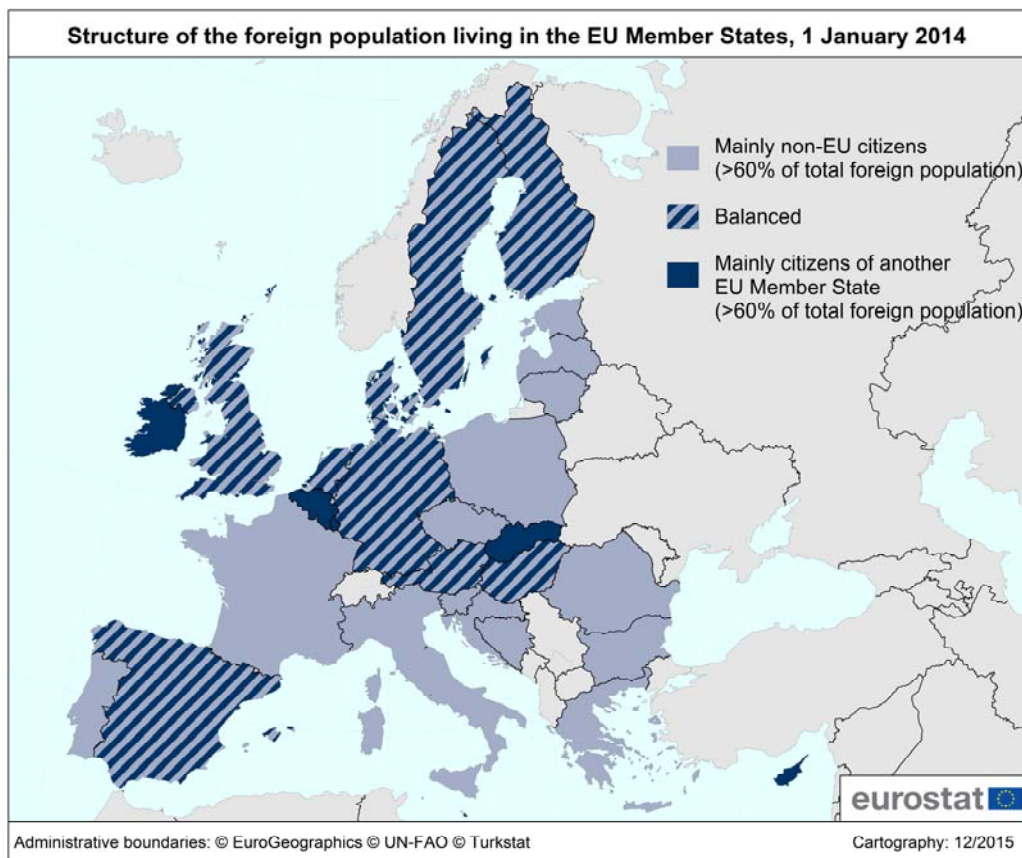 Structure of the foreign population living in the EU Member States, 1 January 2014
Mainly non-EU citizens
(>60% of total foreign population)
Balanced
Mainly citizens of another
EU Member State
(>60% of total foreign population)
eurostat
Administrative boundaries: © EuroGeographics © UN-FAO © Turkstat
Cartography: 12/2015